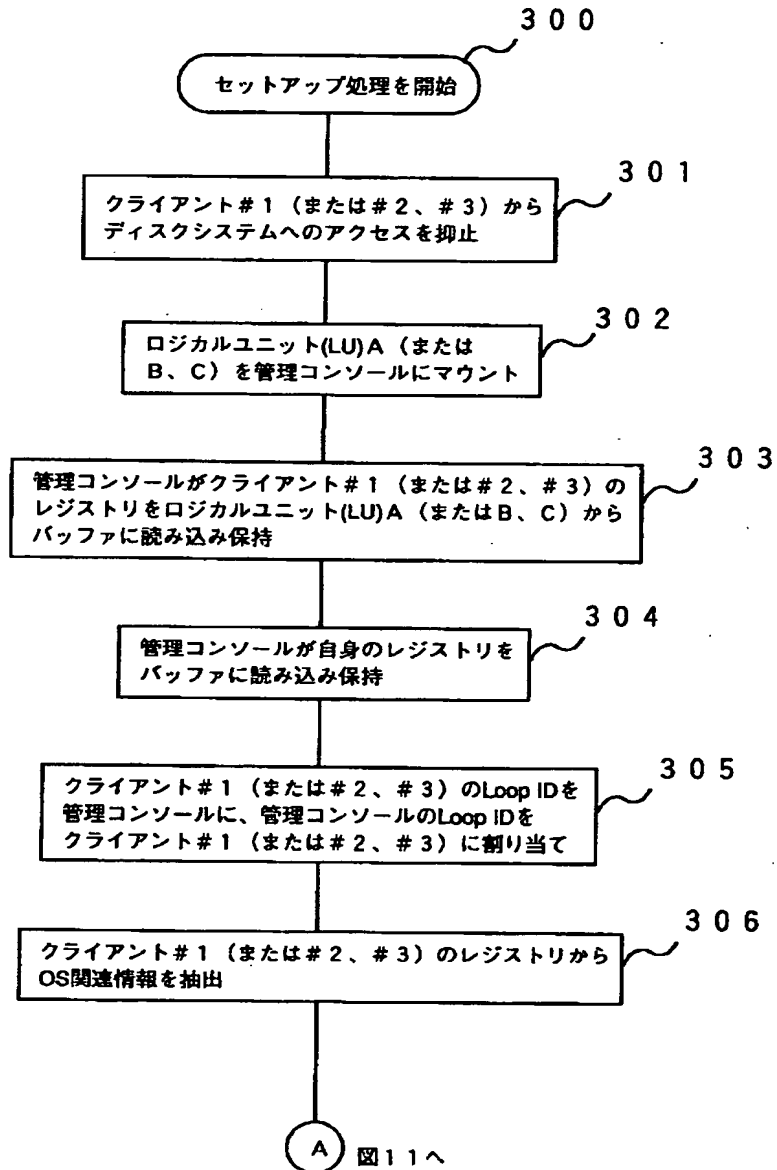 300
セットアップ処理を開始
301
クライアント＃1（または＃2、＃3）から
ディスクシステムへのアクセスを抑止
302
ロジカルユニット(LU)A（または
B、C）を管理コンソールにマウント
303
管理コンソールがクライアント＃1（または＃2、＃3）の
レジストリをロジカルユニット(LU)A（またはB、C）から
バッファに読み込み保持
304
管理コンソールが自身のレジストリを
バッファに読み込み保持
305
クライアント＃1（または＃2、＃3）のLoop IDを
管理コンソールに、管理コンソールのLoop IDを
クライアント＃1（または＃2、＃3）に割り当て
306
クライアント＃1（または＃2、＃3）のレジストリから
OS関連情報を抽出
A 図11へ